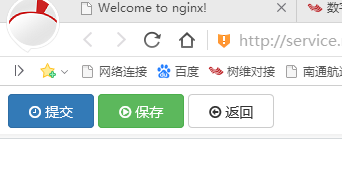 Welcome to nginx!
数
http://service.
网络连接 百度 树维对接 南通航
提交 保存 返回